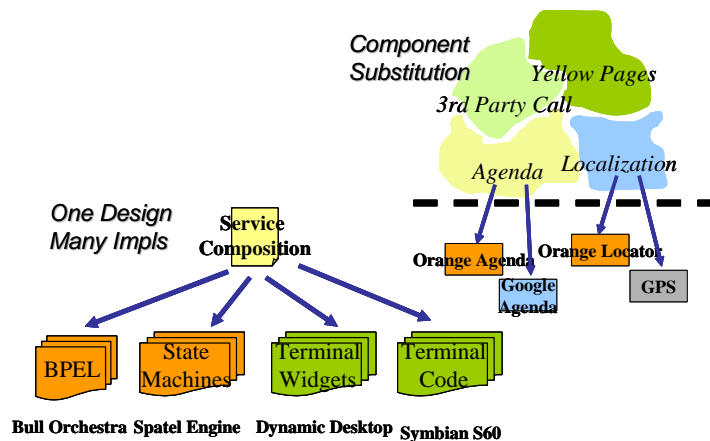 Component
Substitution
Yellow Pages
3rd Party Call
Agenda
Localization
One Design
Many Impls
Service
Composition
Orange Agenda
Orange Locator
Google
Agenda
GPS
BPEL
State
Machines
Terminal
Widgets
Terminal
Code
Bull Orchestra
Spatel Engine
Dynamic Desktop
Symbian S60